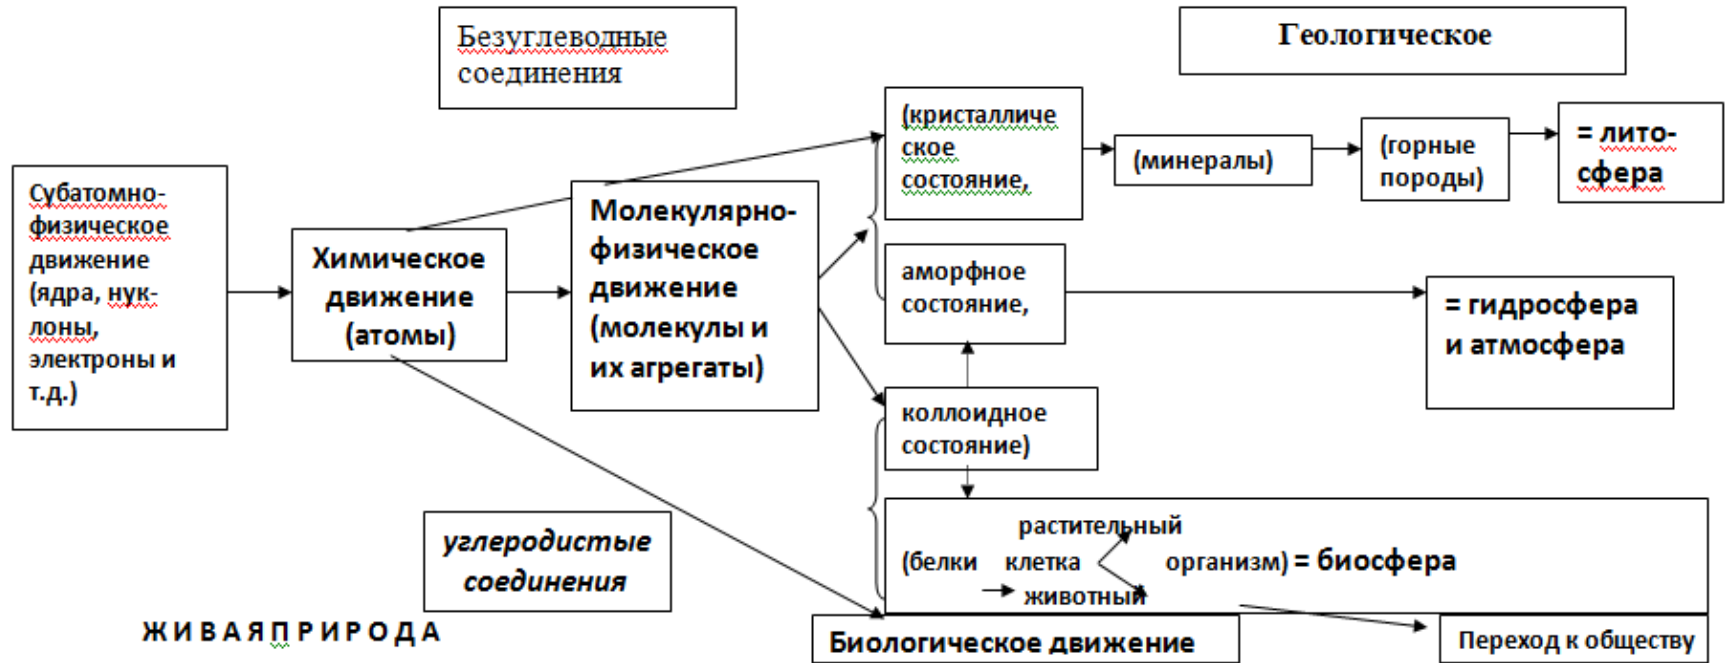 Безуглеводные
соединения
Геологическое
Субатомно-
физическое
движение
(ядра, нук-
лоны,
электроны и
т.д.)
Химическое
движение
(атомы)
Молекулярно-
физическое
движение
(молекулы и
их агрегаты)
(кристалличе
ское
состояние,
(минералы)
(горные
породы)
= лито-
сфера
аморфное
состояние,
= гидросфера
и атмосфера
коллоидное
состояние)
растительный
(белки клетка организм) = биосфера
животный
углеродистые
соединения
Ж И В А Я П Р И Р О Д А
Биологическое движение
Переход к обществу